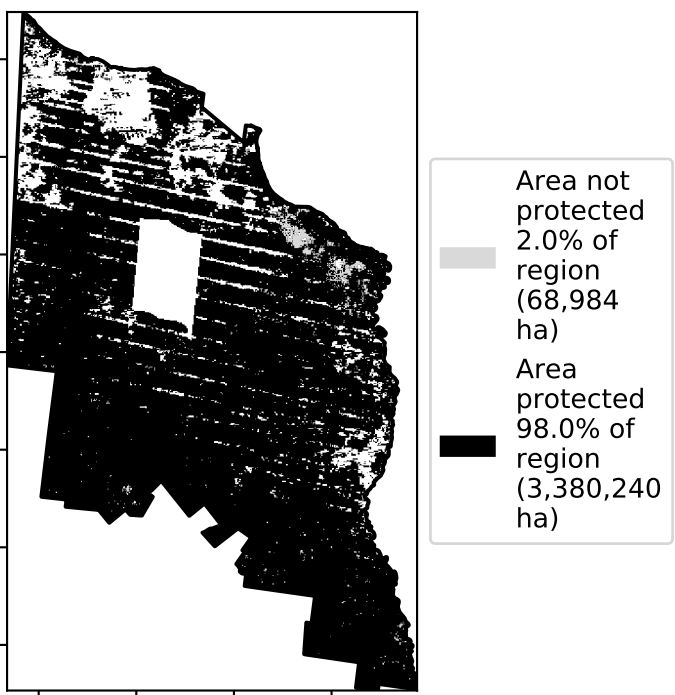 Area not
protected
2.0% of
region
(68,984
ha)
Area
protected
98.0% of
region
(3,380,240
ha)